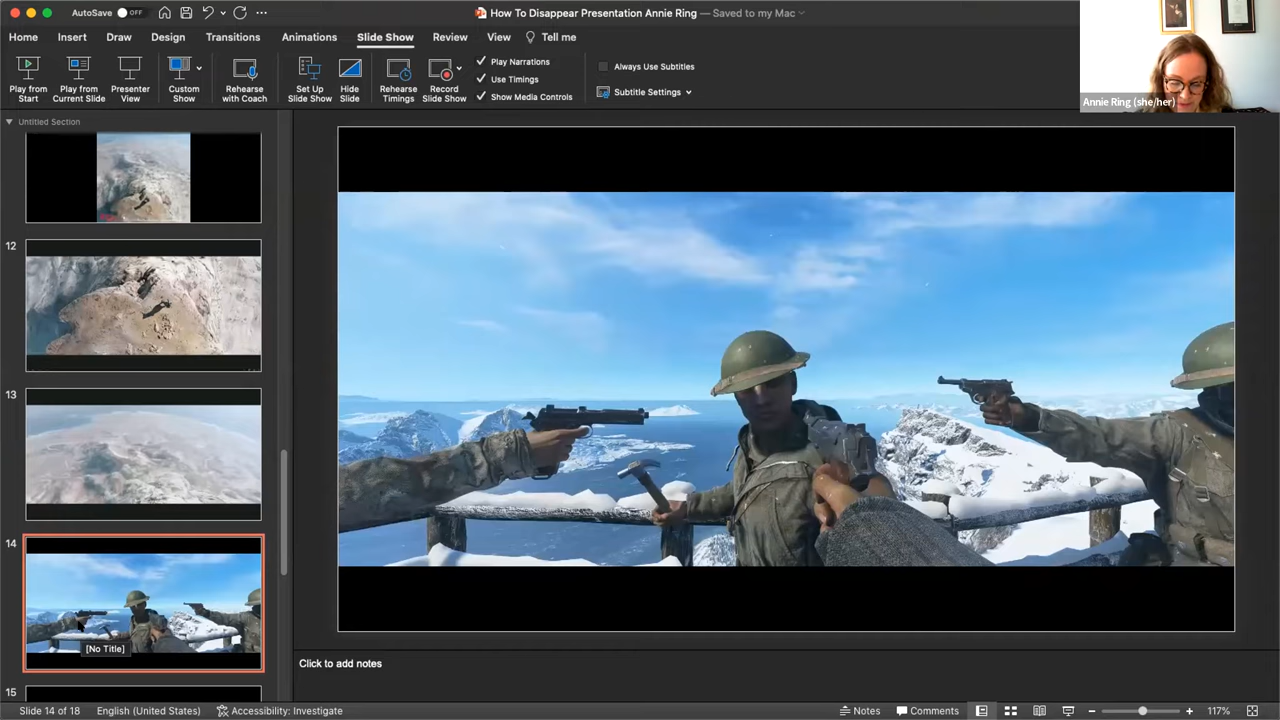 AutoSave OFF
How To Disappear Presentation Annie Ring — Saved to my Mac
Home Insert Draw Design Transitions Animations Slide Show Review View Tell me
Play from Start
Play from Current Slide
Presenter View
Custom Show
Rehearse with Coach
Set Up Slide Show
Hide Slide
Rehearse Timings
Record Slide Show
Play Narrations
Use Timings
Show Media Controls
Always Use Subtitles
Subtitle Settings
Annie Ring (she/her)
Untitled Section
12
13
14
[No Title]
15
Click to add notes
Slide 14 of 18 English (United States) Accessibility: Investigate Notes Comments 117%